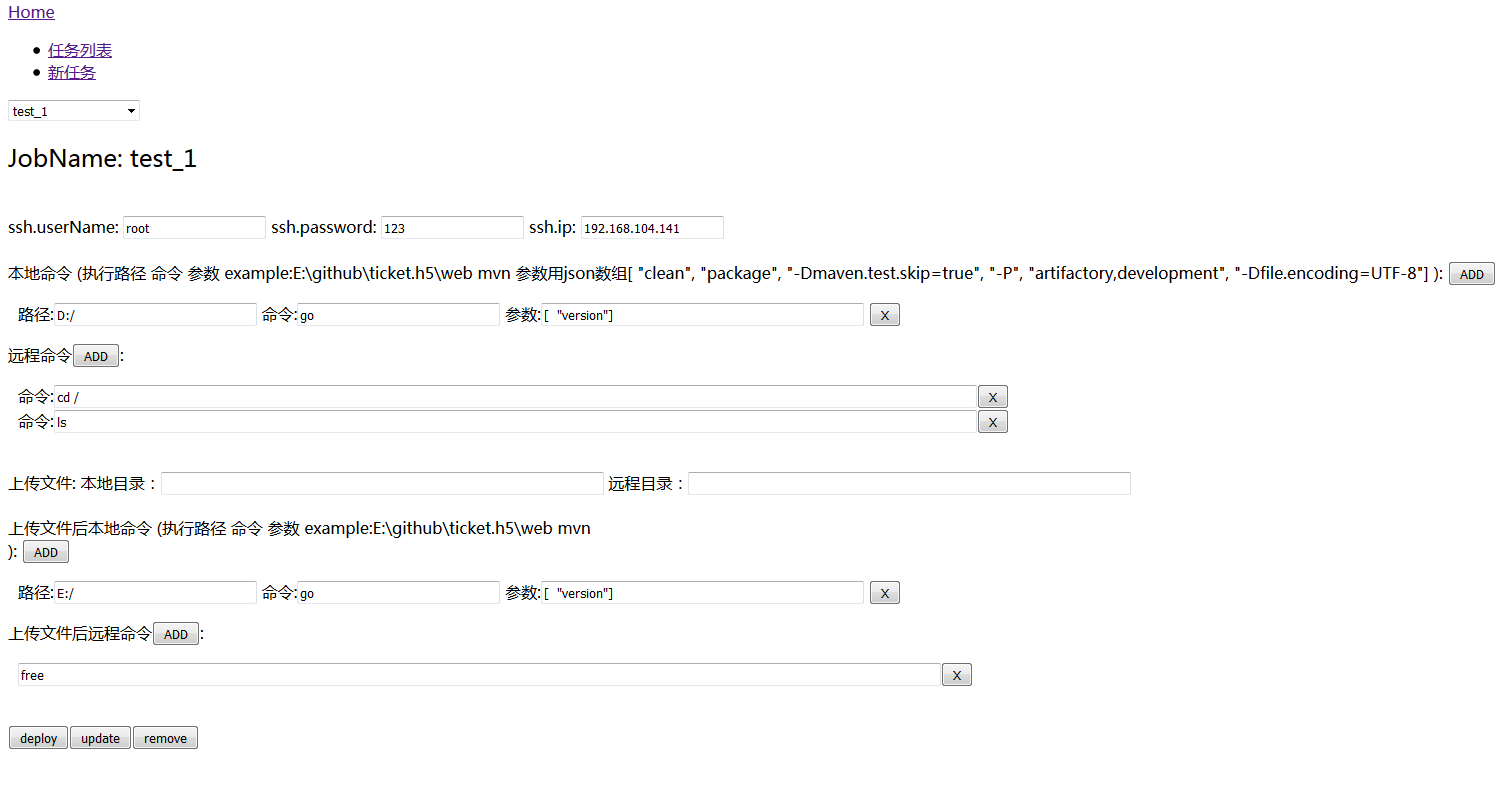 Home
任务列表
新任务
test_1
JobName: test_1
ssh.userName: root ssh.password: 123 ssh.ip: 192.168.104.141
本地命令 (执行路径 命令 参数 example:E:\github\ticket.h5\web mvn 参数用json数组[ "clean", "package", "-Dmaven.test.skip=true", "-P", "artifactory,development", "-Dfile.encoding=UTF-8"] ): ADD
路径: D:/ 命令: go 参数: [  "version"] X
远程命令 ADD :
命令: cd / X
命令: ls X
上传文件: 本地目录： 远程目录：
上传文件后本地命令 (执行路径 命令 参数 example:E:\github\ticket.h5\web mvn
): ADD
路径: E:/ 命令: go 参数: [  "version"] X
上传文件后远程命令 ADD :
free X
deploy update remove